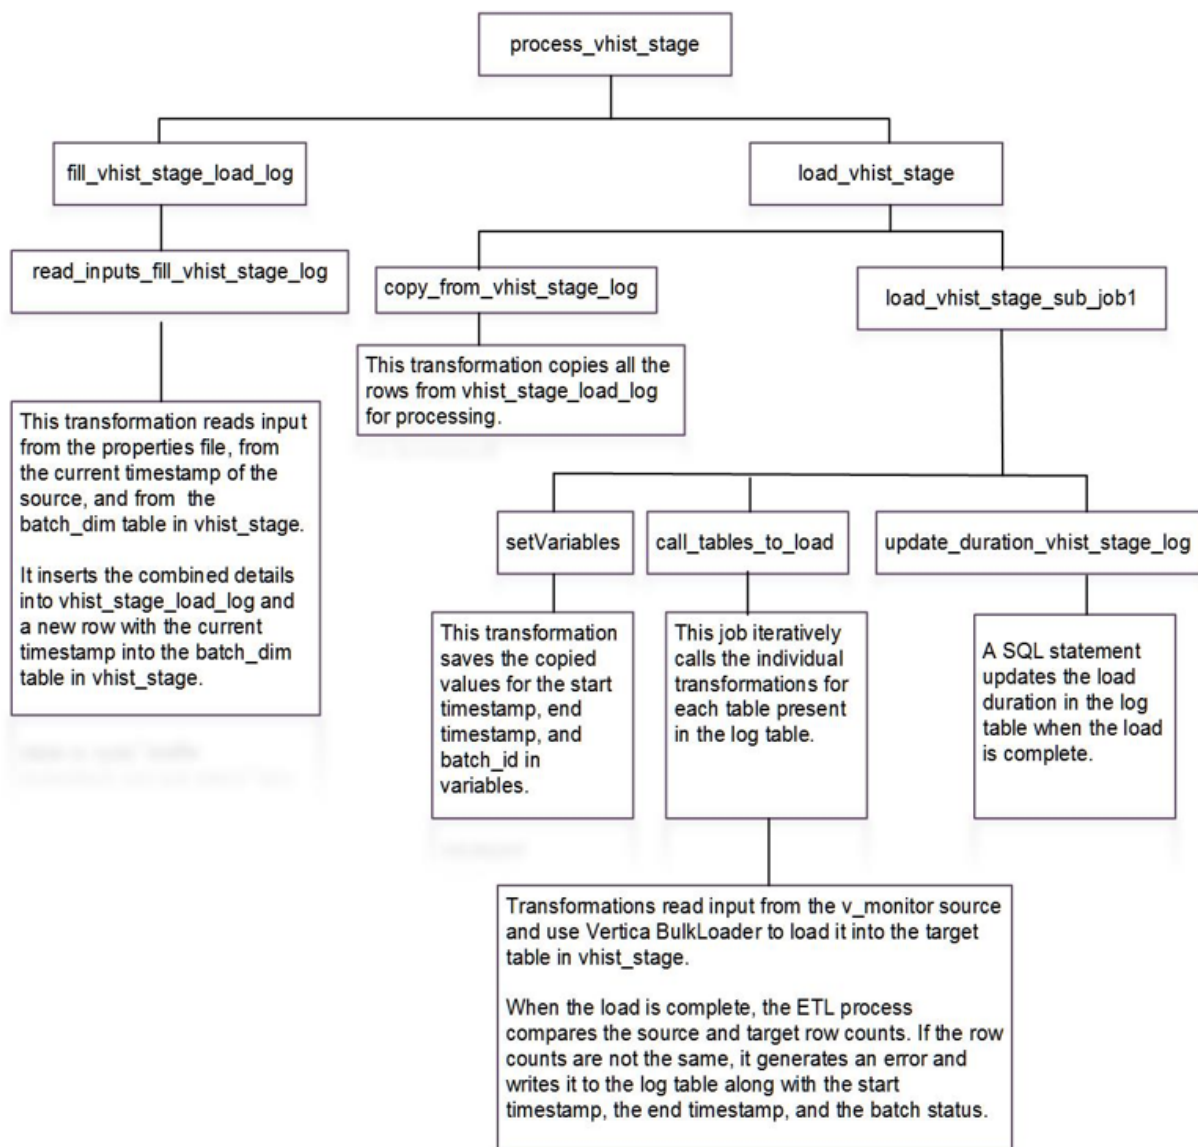 process_vhist_stage
fill_vhist_stage_load_log
load_vhist_stage
read_inputs_fill_vhist_stage_log
copy_from_vhist_stage_log
load_vhist_stage_sub_job1
This transformation copies all the
rows from vhist_stage_load_log
for processing.
This transformation reads input
from the properties file, from
the current timestamp of the
source, and from the
batch_dim table in vhist_stage.
It inserts the combined details
into vhist_stage_load_log and
a new row with the current
timestamp into the batch_dim
table in vhist_stage.
setVariables
call_tables_to_load
update_duration_vhist_stage_log
This transformation
saves the copied
values for the start
timestamp, end
timestamp, and
batch_id in
variables.
This job iteratively
calls the individual
transformations for
each table present
in the log table.
A SQL statement
updates the load
duration in the log
table when the load
is complete.
Transformations read input from the v_monitor source
and use Vertica BulkLoader to load it into the target
table in vhist_stage.
When the load is complete, the ETL process
compares the source and target row counts. If the row
counts are not the same, it generates an error and
writes it to the log table along with the start
timestamp, the end timestamp, and the batch status.